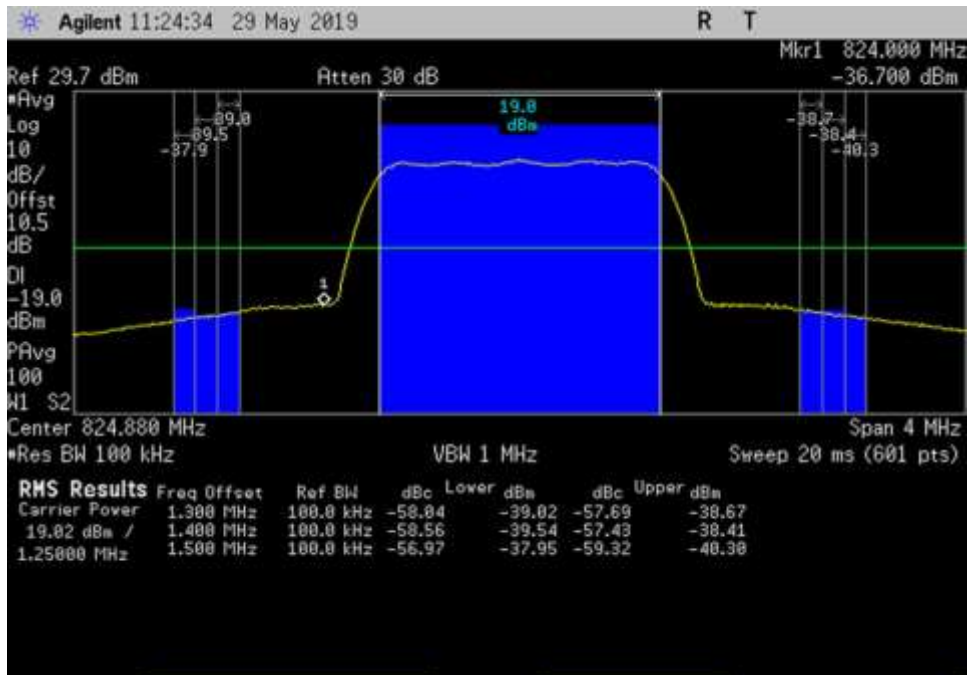 Agilent 11:24:34 29 May 2019 R T
Mkr1 824.000 MHz
Ref 29.7 dBm Atten 30 dB -36.700 dBm
#Avg
Log
10
dB/
Offst
10.5
dB
DI
-19.0
dBm
PAvg
100
W1 S2
19.0
dBm
-39.0
-39.5
-37.9
-38.7
-38.4
-40.3
1
Center 824.880 MHz Span 4 MHz
#Res BW 100 kHz VBW 1 MHz Sweep 20 ms (601 pts)
RMS Results Freq Offset Ref BW dBc Lower dBm dBc Upper dBm
Carrier Power 1.300 MHz 100.0 kHz -58.04 -39.02 -57.69 -38.67
19.02 dBm / 1.400 MHz 100.0 kHz -58.56 -39.54 -57.43 -38.41
1.25000 MHz 1.500 MHz 100.0 kHz -56.97 -37.95 -59.32 -40.30